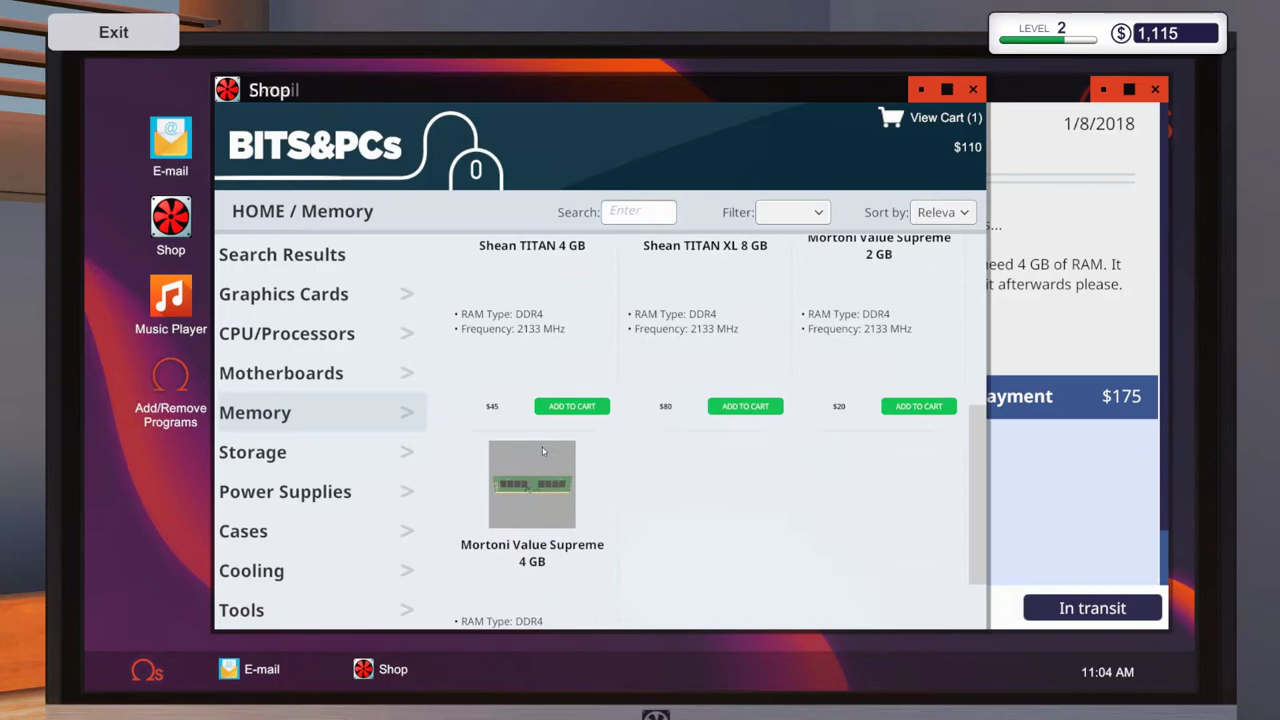 Exit
LEVEL 2
$ 1,115
Shop
BITS&PCs
View Cart (1)
$110
HOME / Memory
Search: Enter
Filter:
Sort by: Releva
E-mail
Shop
Music Player
Add/Remove
Programs
Search Results
Graphics Cards >
CPU/Processors >
Motherboards >
Memory >
Storage >
Power Supplies >
Cases >
Cooling >
Tools >
Shean TITAN 4 GB
• RAM Type: DDR4
• Frequency: 2133 MHz
$45
ADD TO CART
Shean TITAN XL 8 GB
• RAM Type: DDR4
• Frequency: 2133 MHz
$80
ADD TO CART
Mortoni Value Supreme
2 GB
• RAM Type: DDR4
• Frequency: 2133 MHz
$20
ADD TO CART
Mortoni Value Supreme
4 GB
• RAM Type: DDR4
1/8/2018
s...
eed 4 GB of RAM. It
it afterwards please.
ayment $175
In transit
E-mail
Shop
11:04 AM